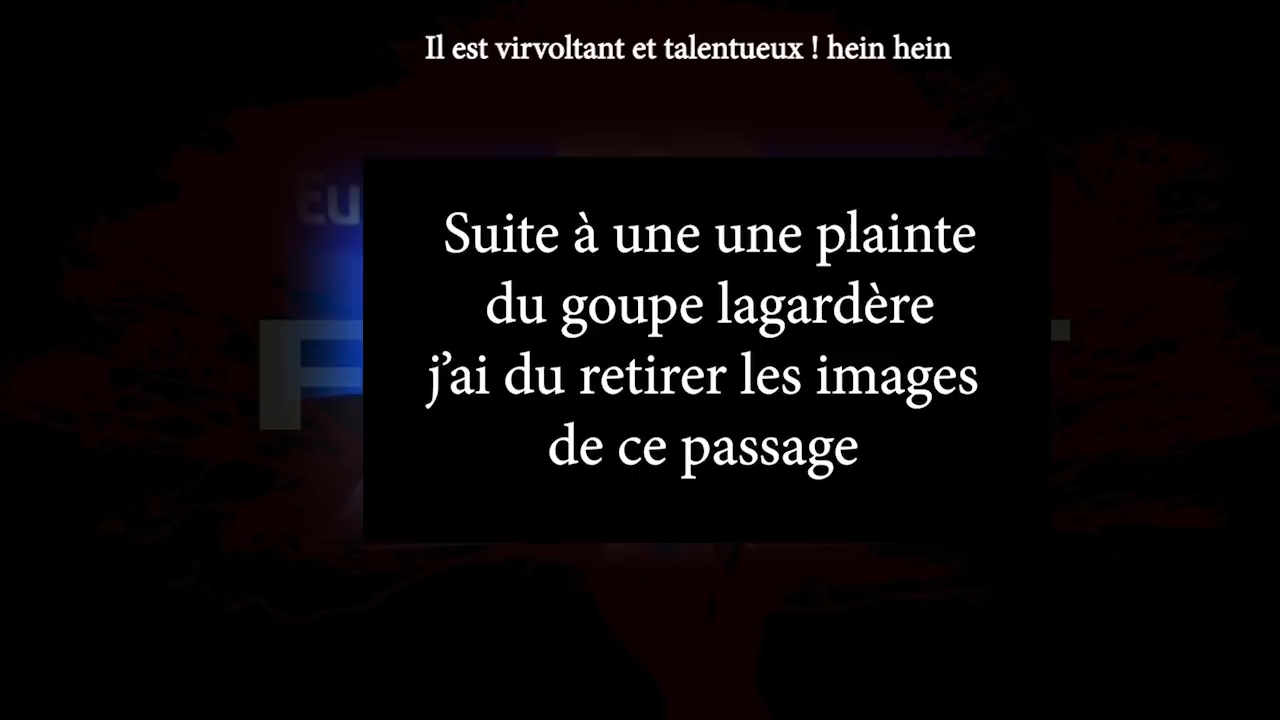 Il est virvoltant et talentueux ! hein hein
Eu
Suite à une une plainte
du goupe lagardère
j’ai du retirer les images
de ce passage